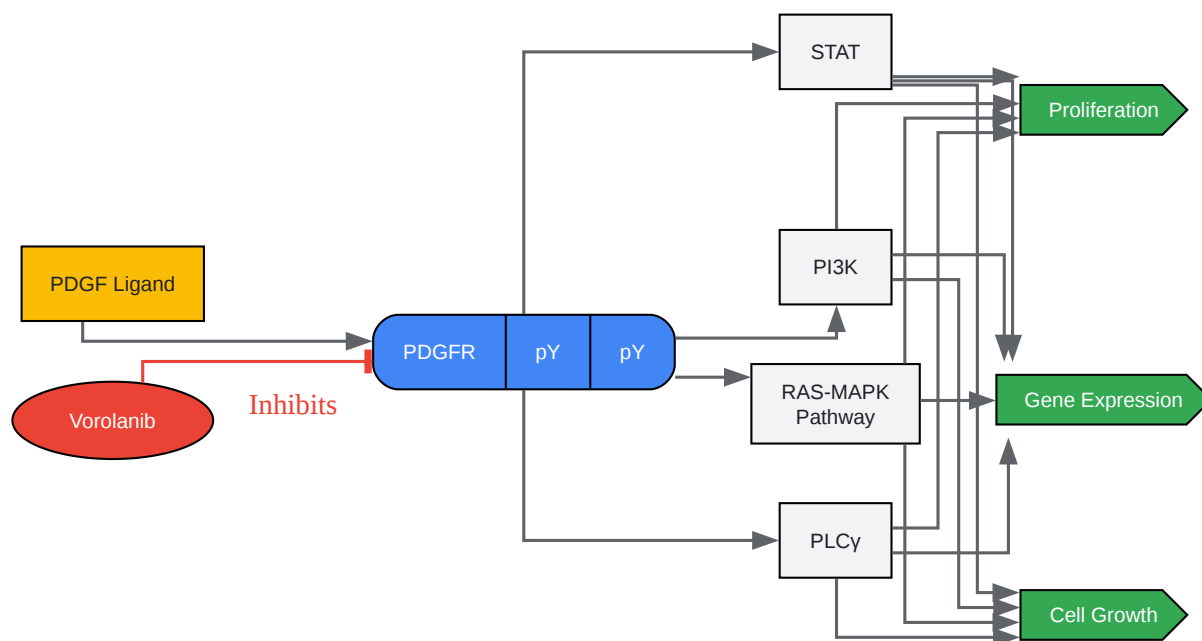 STAT
Proliferation
PI3K
PDGF Ligand
PDGFR
pY
pY
RAS-MAPK
Pathway
Gene Expression
Inhibits
Vorolanib
PLCγ
Cell Growth